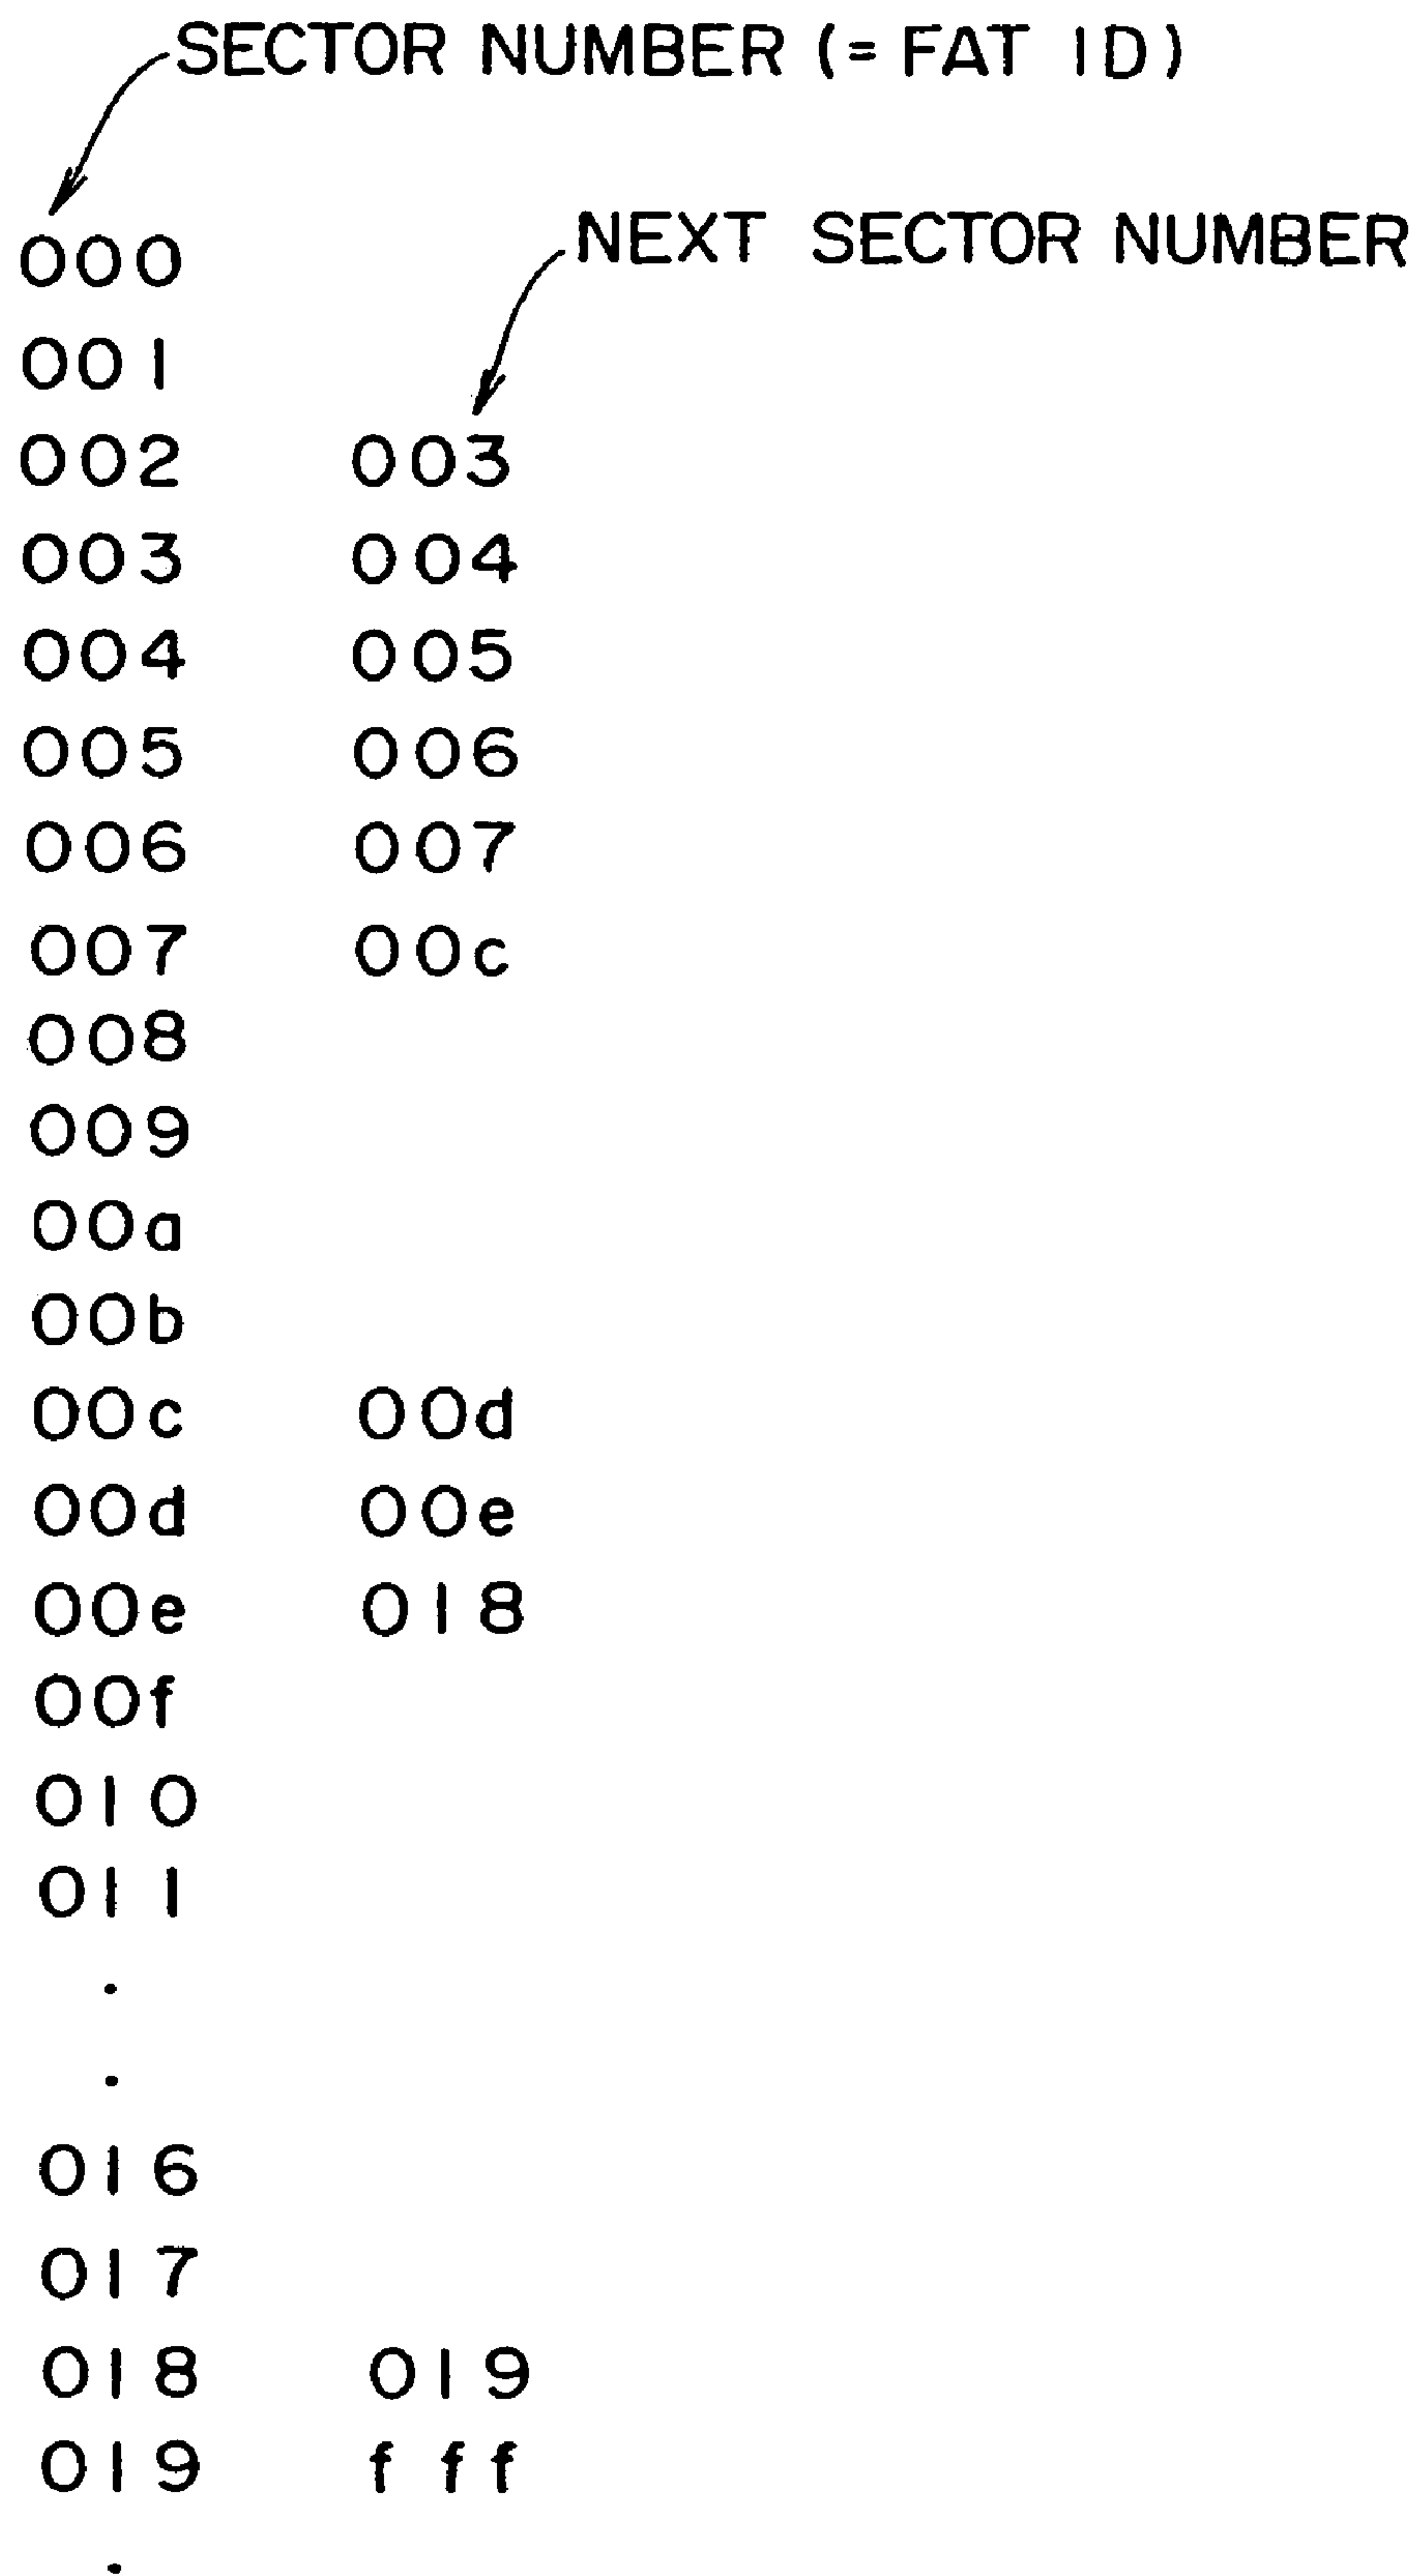 SECTOR NUMBER (= FAT ID)
NEXT SECTOR NUMBER
000
001
002 003
003 004
004 005
005 006
006 007
007 00c
008
009
00a
00b
00c 00d
00d 00e
00e 018
00f
010
011
.
.
016
017
018 019
019 fff
.